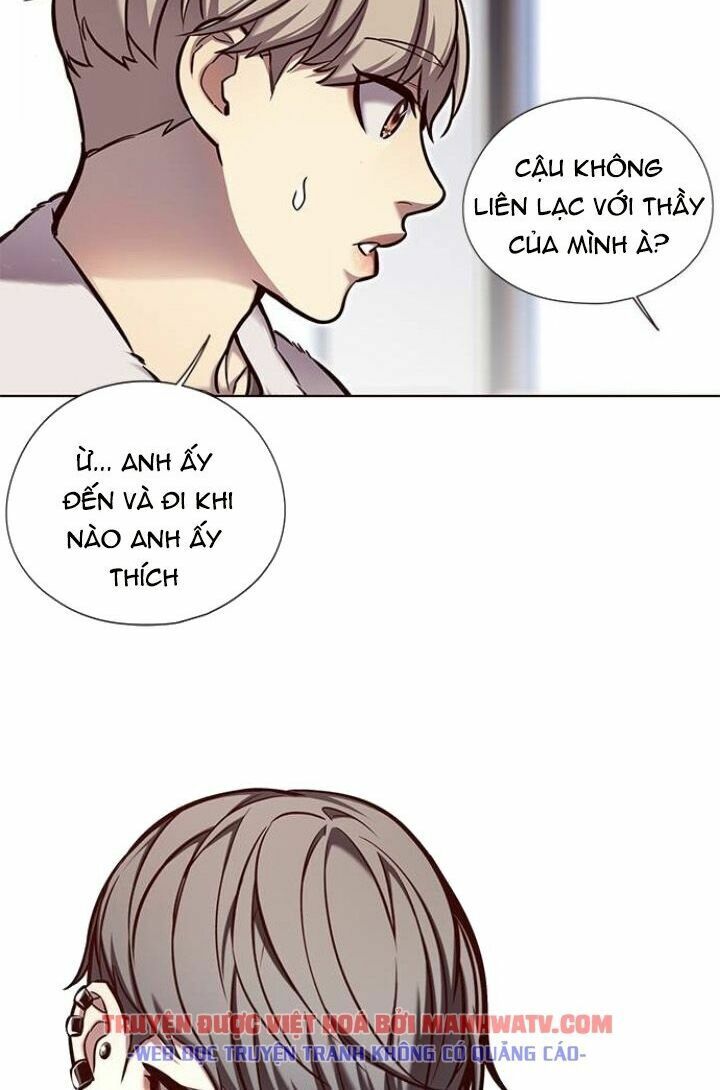 CẬU KHÔNG
LIÊN LẠC VỚI THẦY
CỦA MÌNH À?
Ừ... ANH ẤY
ĐẾN VÀ ĐI KHI
NÀO ANH ẤY
THÍCH
TRUYỆN ĐƯỢC VIỆT HOÁ BỞI MANHWATV.COM
-WEB ĐỌC TRUYỆN TRANH KHÔNG CÓ QUẢNG CÁO-